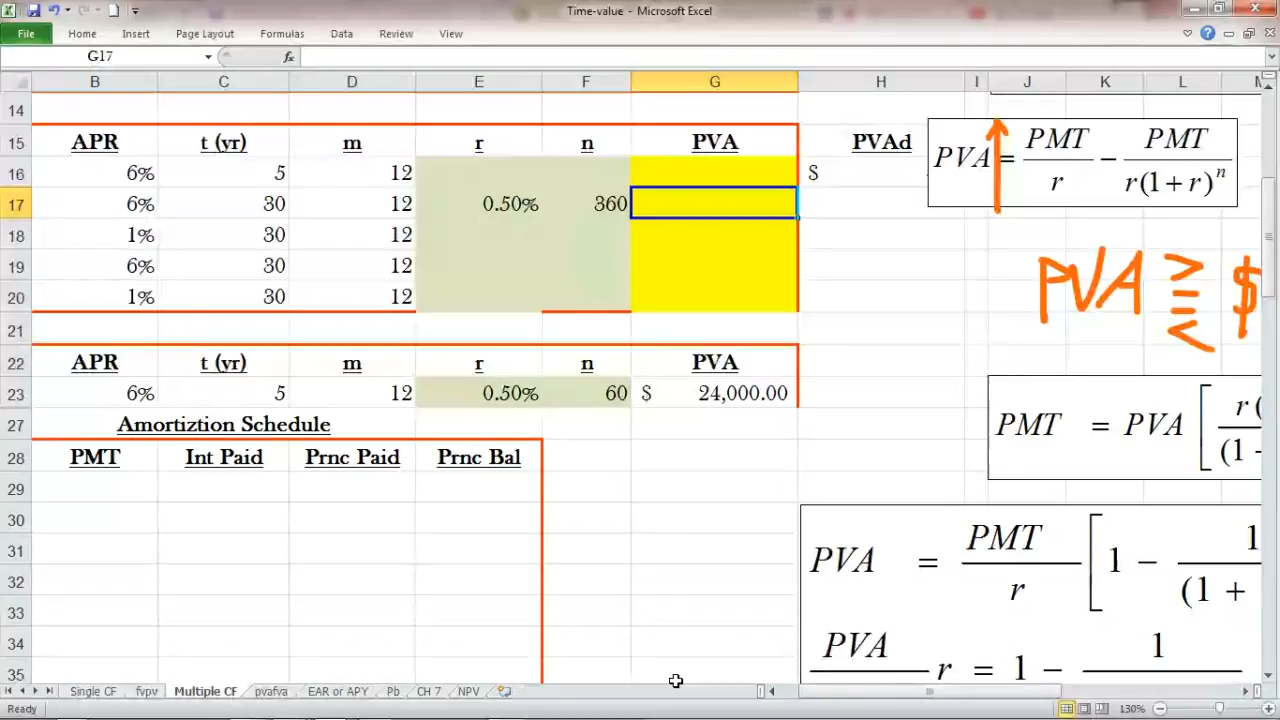 Time-value - Microsoft Excel
File Home Insert Page Layout Formulas Data Review View
G17 fx
B C D E F G H I J K L M
14
15 APR t (yr) m r n PVA PVAd
16 6% 5 12 $
17 6% 30 12 0.50% 360
18 1% 30 12
19 6% 30 12
20 1% 30 12
21
22 APR t (yr) m r n PVA
23 6% 5 12 0.50% 60 $ 24,000.00
27 Amortiztion Schedule
28 PMT Int Paid Prnc Paid Prnc Bal
29
30
31
32
33
34
35
PVA = PMT / r − PMT / r(1 + r)^n
PVA > = < $
PMT = PVA [ r ( / (1 -
PVA = PMT / r [ 1 − 1 / (1 +
PVA / r = 1 − 1 /
Single CF fvpv Multiple CF pvafva EAR or APY Pb CH 7 NPV
130%